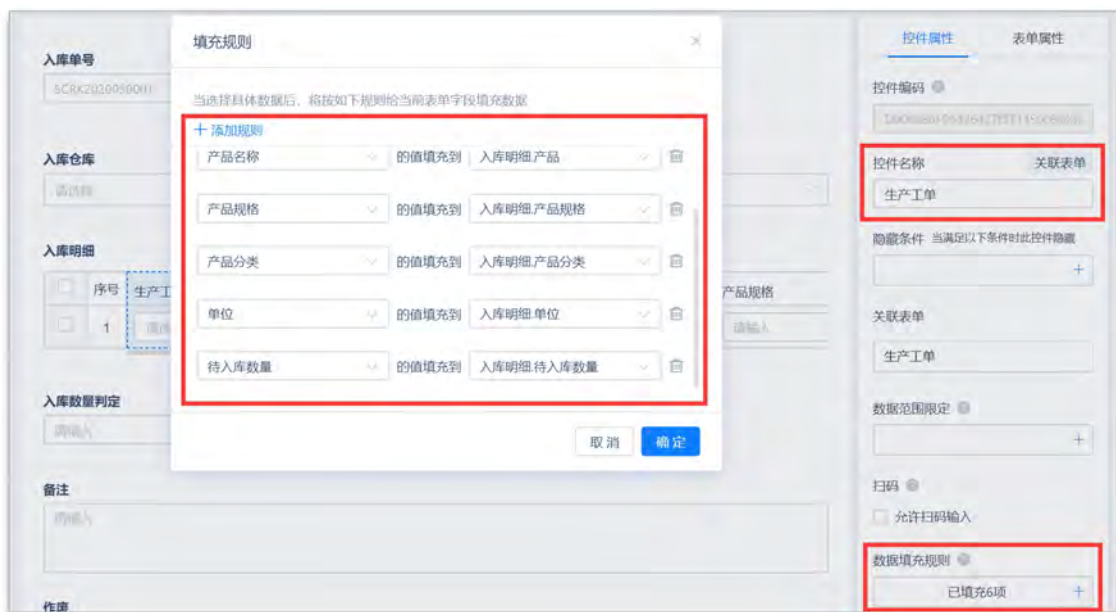 填充规则
当选择具体数据后，将按如下规则给当前表单字段填充数据
+ 添加规则
产品名称 的值填充到 入库明细.产品
产品规格 的值填充到 入库明细.产品规格
产品分类 的值填充到 入库明细.产品分类
单位 的值填充到 入库明细.单位
待入库数量 的值填充到 入库明细.待入库数量
取消 确定
入库单号
入库仓库
请选择
入库明细
序号 生产工 产品规格
1 请输入
入库数量判定
请输入
备注
请输入
作废
控件属性 表单属性
控件编码
控件名称 关联表单
生产工单
隐藏条件 当满足以下条件时此控件隐藏
关联表单
生产工单
数据范围限定
扫码
允许扫码输入
数据填充规则
已填充6项